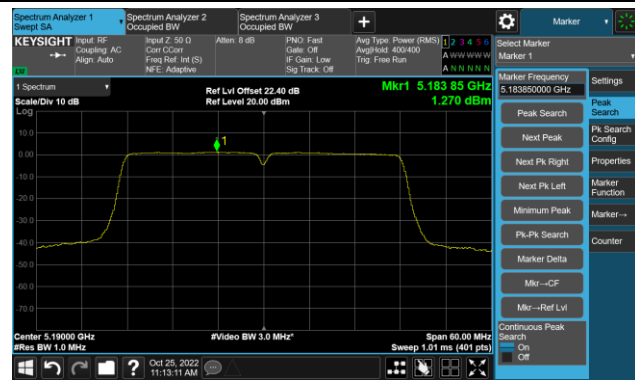 Spectrum Analyzer 1
Swept SA
Spectrum Analyzer 2
Occupied BW
Spectrum Analyzer 3
Occupied BW
Marker
KEYSIGHT
Input: RF
Coupling: AC
Align: Auto
Input Z: 50 Ω
Corr CCorr
Freq Ref: Int (S)
NFE: Adaptive
Atten: 8 dB
PNO: Fast
Gate: Off
IF Gain: Low
Sig Track: Off
Avg Type: Power (RMS)
Avg|Hold: 400/400
Trig: Free Run
1 2 3 4 5 6
A W W W W W
A N N N N N
Select Marker
Marker 1
1 Spectrum
Scale/Div 10 dB
Log
Ref Lvl Offset 22.40 dB
Ref Level 20.00 dBm
Mkr1 5.183 85 GHz
1.270 dBm
1
10.0
0.00
-10.0
-20.0
-30.0
-40.0
-50.0
-60.0
-70.0
Center 5.19000 GHz
#Res BW 1.0 MHz
#Video BW 3.0 MHz*
Span 60.00 MHz
Sweep 1.01 ms (401 pts)
Marker Frequency
5.183850000 GHz
Peak Search
Next Peak
Next Pk Right
Next Pk Left
Minimum Peak
Pk-Pk Search
Marker Delta
Mkr→CF
Mkr→Ref Lvl
Continuous Peak
Search
On
Off
Settings
Peak
Search
Pk Search
Config
Properties
Marker
Function
Marker→
Counter
?
Oct 25, 2022
11:13:11 AM